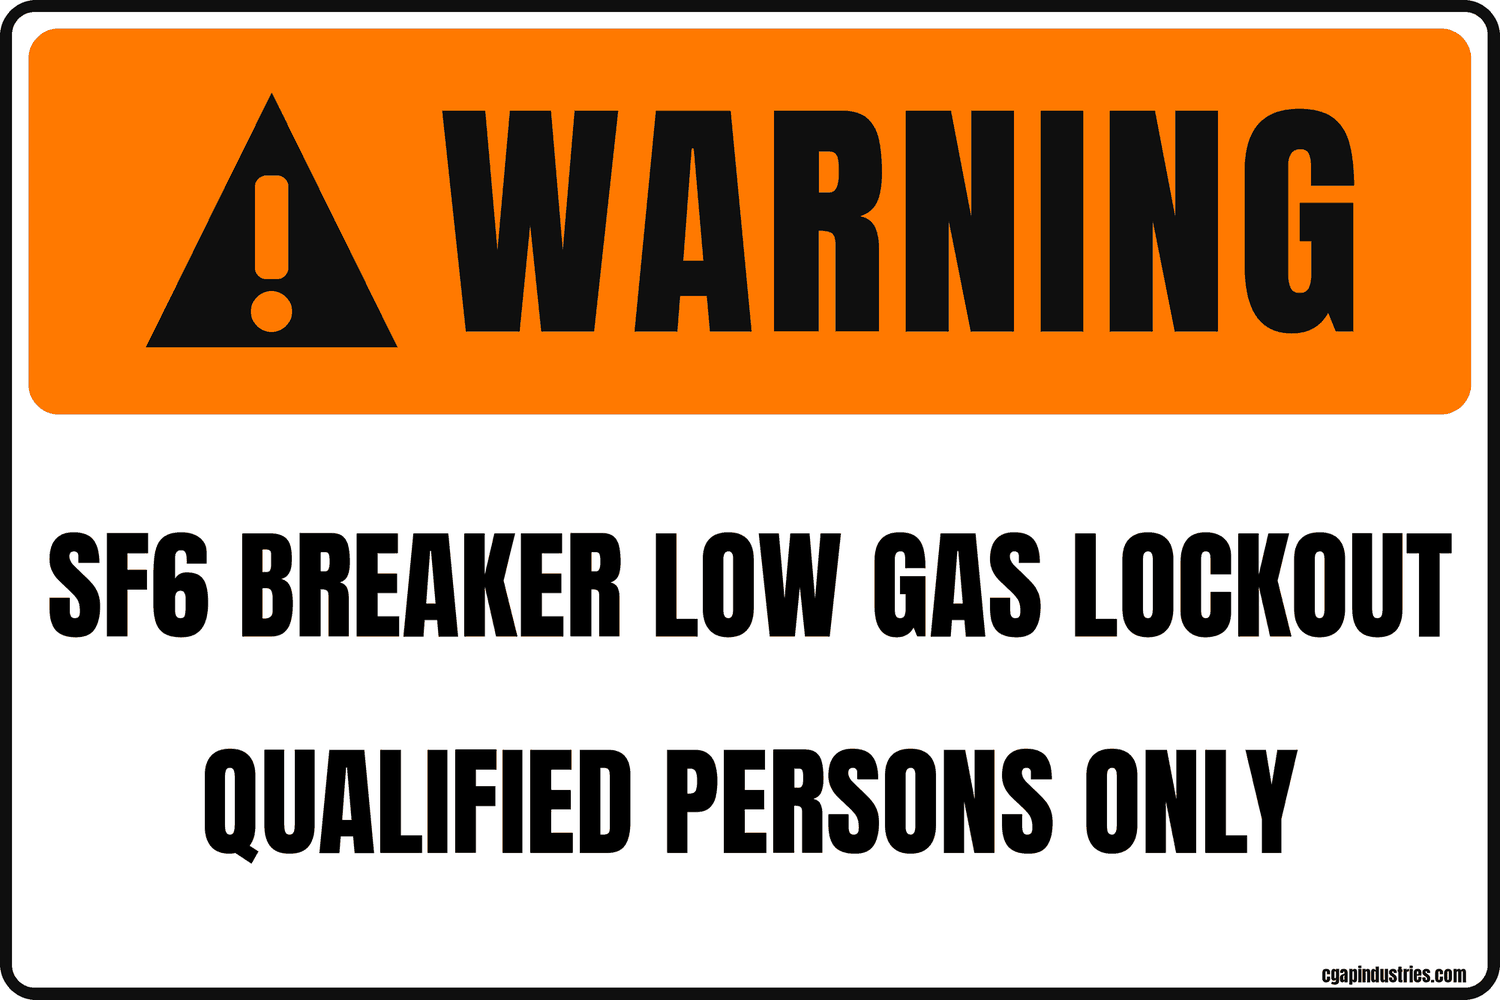 WARNING
SF6 BREAKER LOW GAS LOCKOUT
QUALIFIED PERSONS ONLY
cgapindustries.com